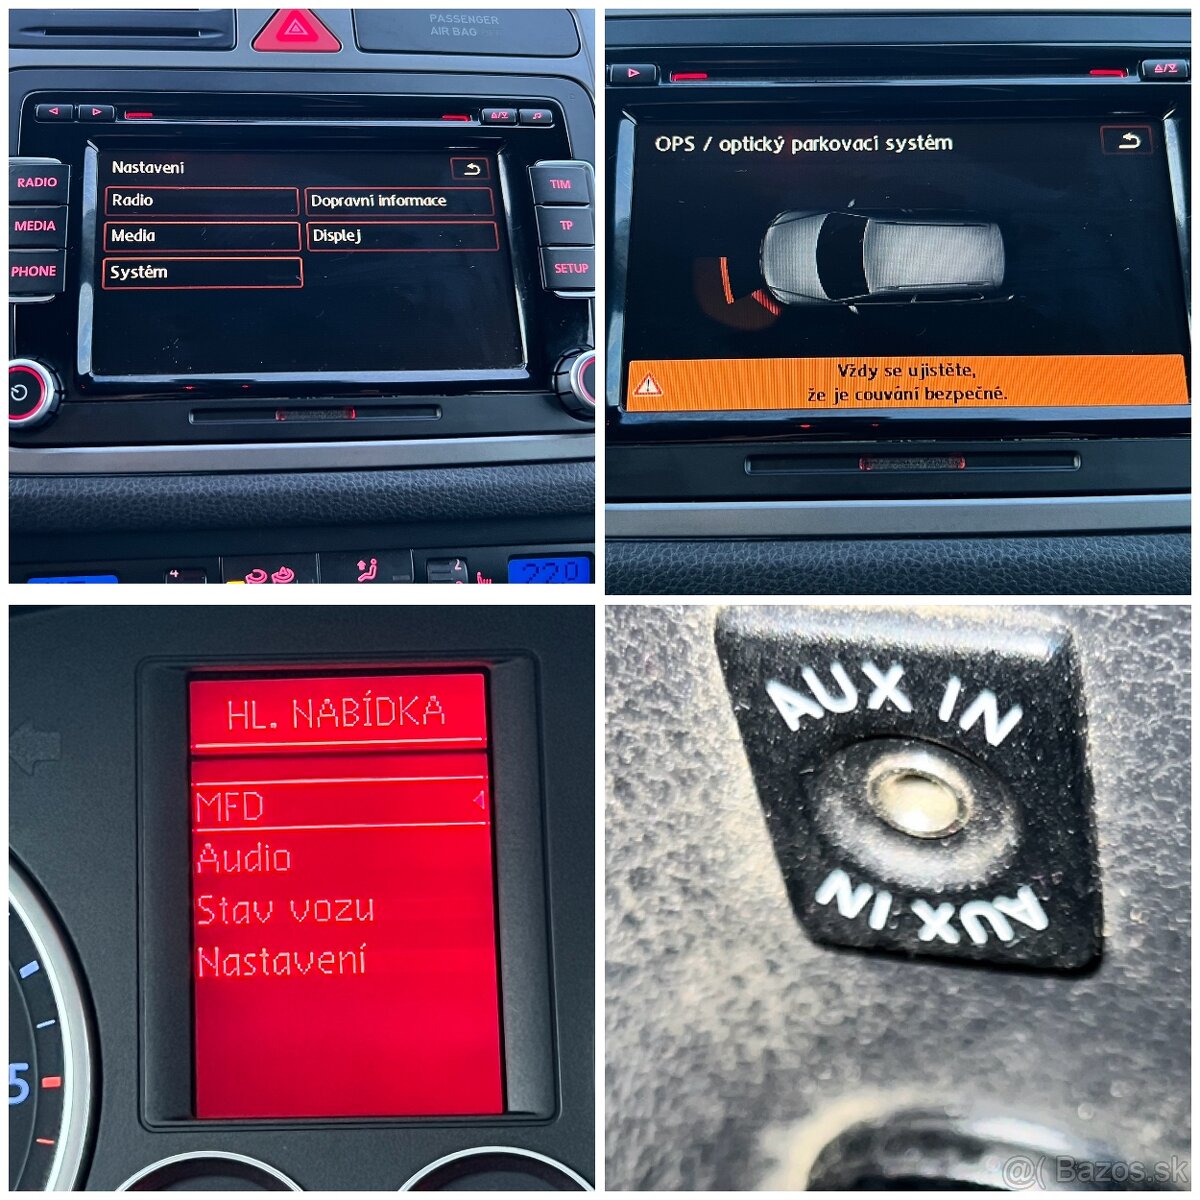 PASSENGER
AIR BAG
Nastavení
Radio
Dopravní informace
Media
Displej
Systém
RADIO
MEDIA
PHONE
TIM
TP
SETUP
22°
OPS / optický parkovací systém
Vždy se ujistěte,
že je couvání bezpečné.
HL. NABÍDKA
MFD
Audio
Stav vozu
Nastavení
5
AUX IN
AUX IN
@( Bazos.sk